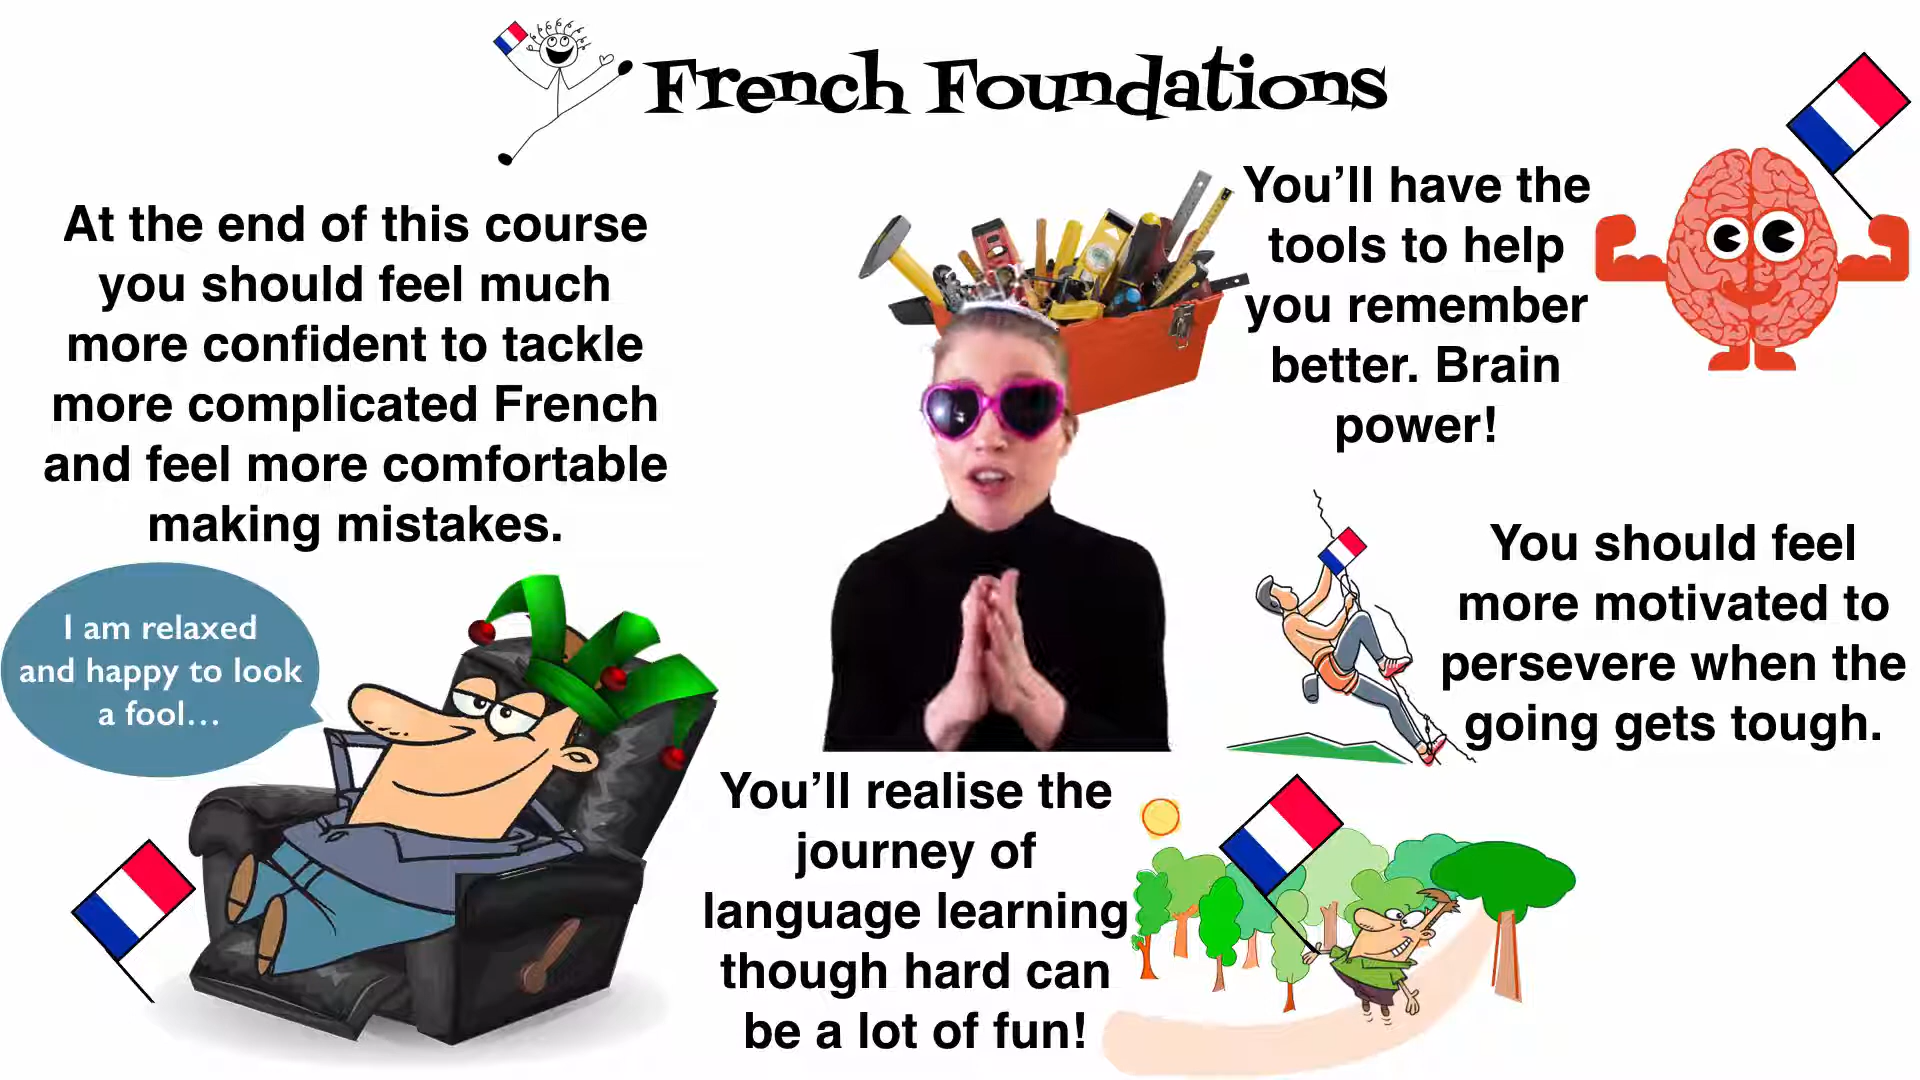 French Foundations
At the end of this course
you should feel much
more confident to tackle
more complicated French
and feel more comfortable
making mistakes.
I am relaxed
and happy to look
a fool…
You’ll have the
tools to help
you remember
better. Brain
power!
You should feel
more motivated to
persevere when the
going gets tough.
You’ll realise the
journey of
language learning
though hard can
be a lot of fun!